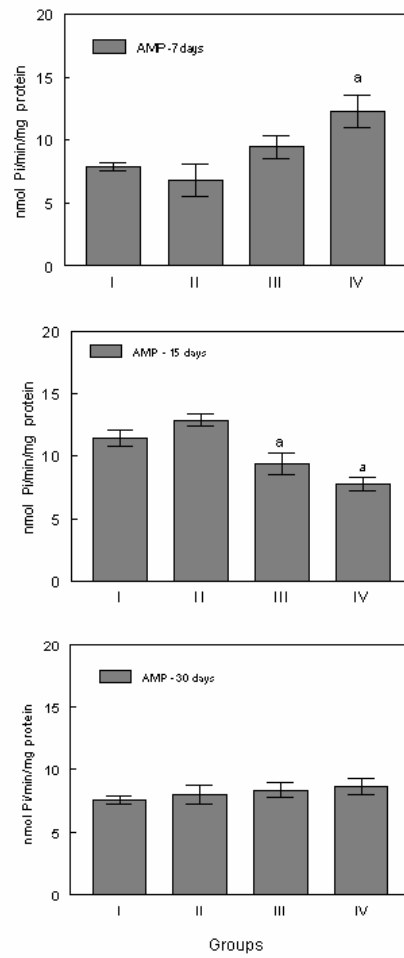 20
AMP -7 days
15
a
10
5
0
I II III IV
nmol Pi/min/mg protein
20
AMP - 15 days
15
a
a
10
5
0
I II III IV
nmol Pi/min/mg protein
20
AMP - 30 days
15
10
5
0
I II III IV
nmol Pi/min/mg protein
Groups